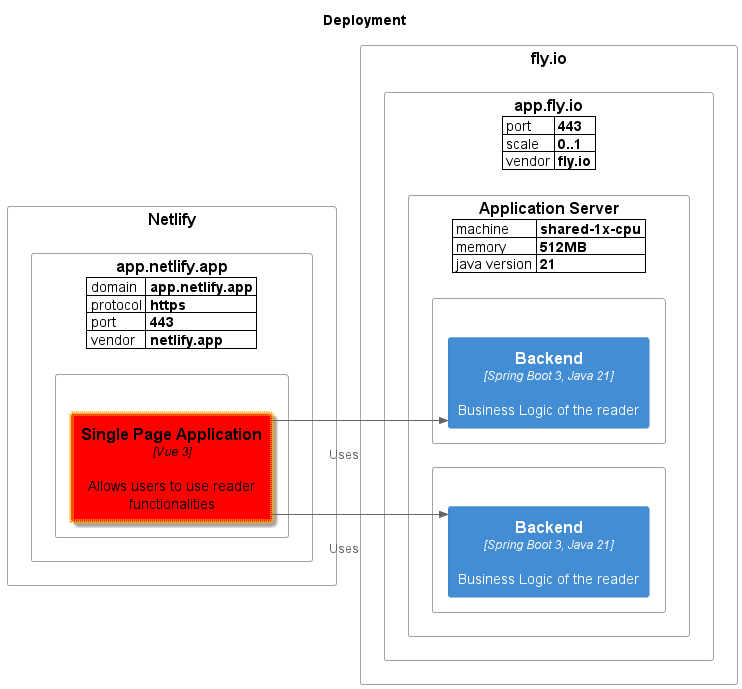 Deployment
fly.io
app.fly.io
port 443
scale 0..1
vendor fly.io
Application Server
machine shared-1x-cpu
memory 512MB
java version 21
Netlify
app.netlify.app
domain app.netlify.app
protocol https
port 443
vendor netlify.app
Backend
[Spring Boot 3, Java 21]
Business Logic of the reader
Single Page Application
[Vue 3]
Allows users to use reader
functionalities
Uses
Backend
[Spring Boot 3, Java 21]
Business Logic of the reader
Uses